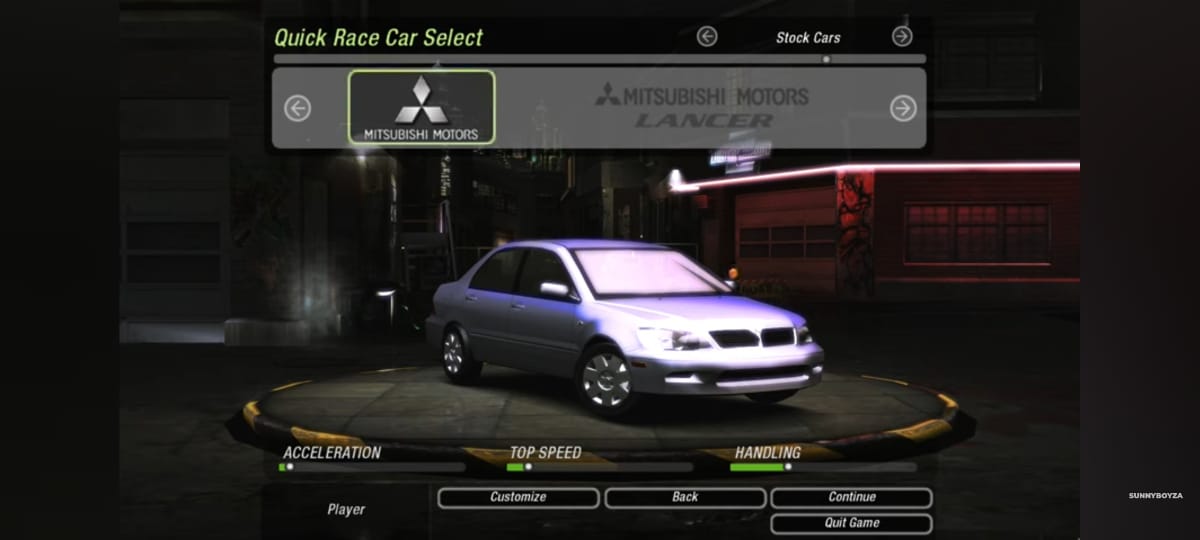 Quick Race Car Select
Stock Cars
MITSUBISHI MOTORS
MITSUBISHI MOTORS
LANCER
ACCELERATION
TOP SPEED
HANDLING
Player
Customize
Back
Continue
Quit Game
SUNNYBOYZA